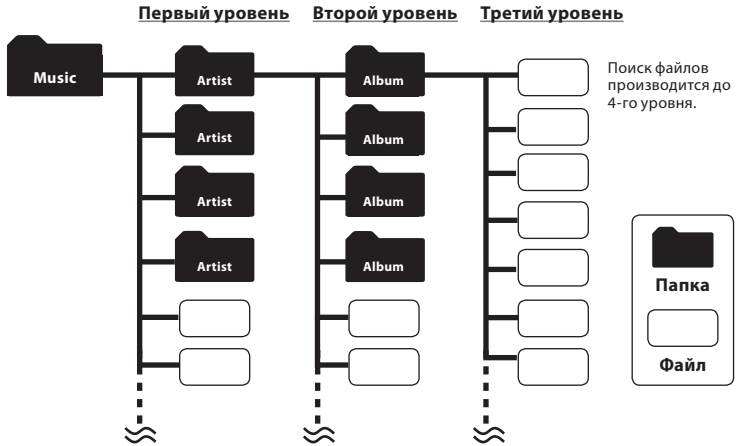 Первый уровень
Второй уровень
Третий уровень
Music
Artist
Album
Поиск файлов
производится до
4-го уровня.
Artist
Album
Artist
Album
Artist
Album
Папка
Файл